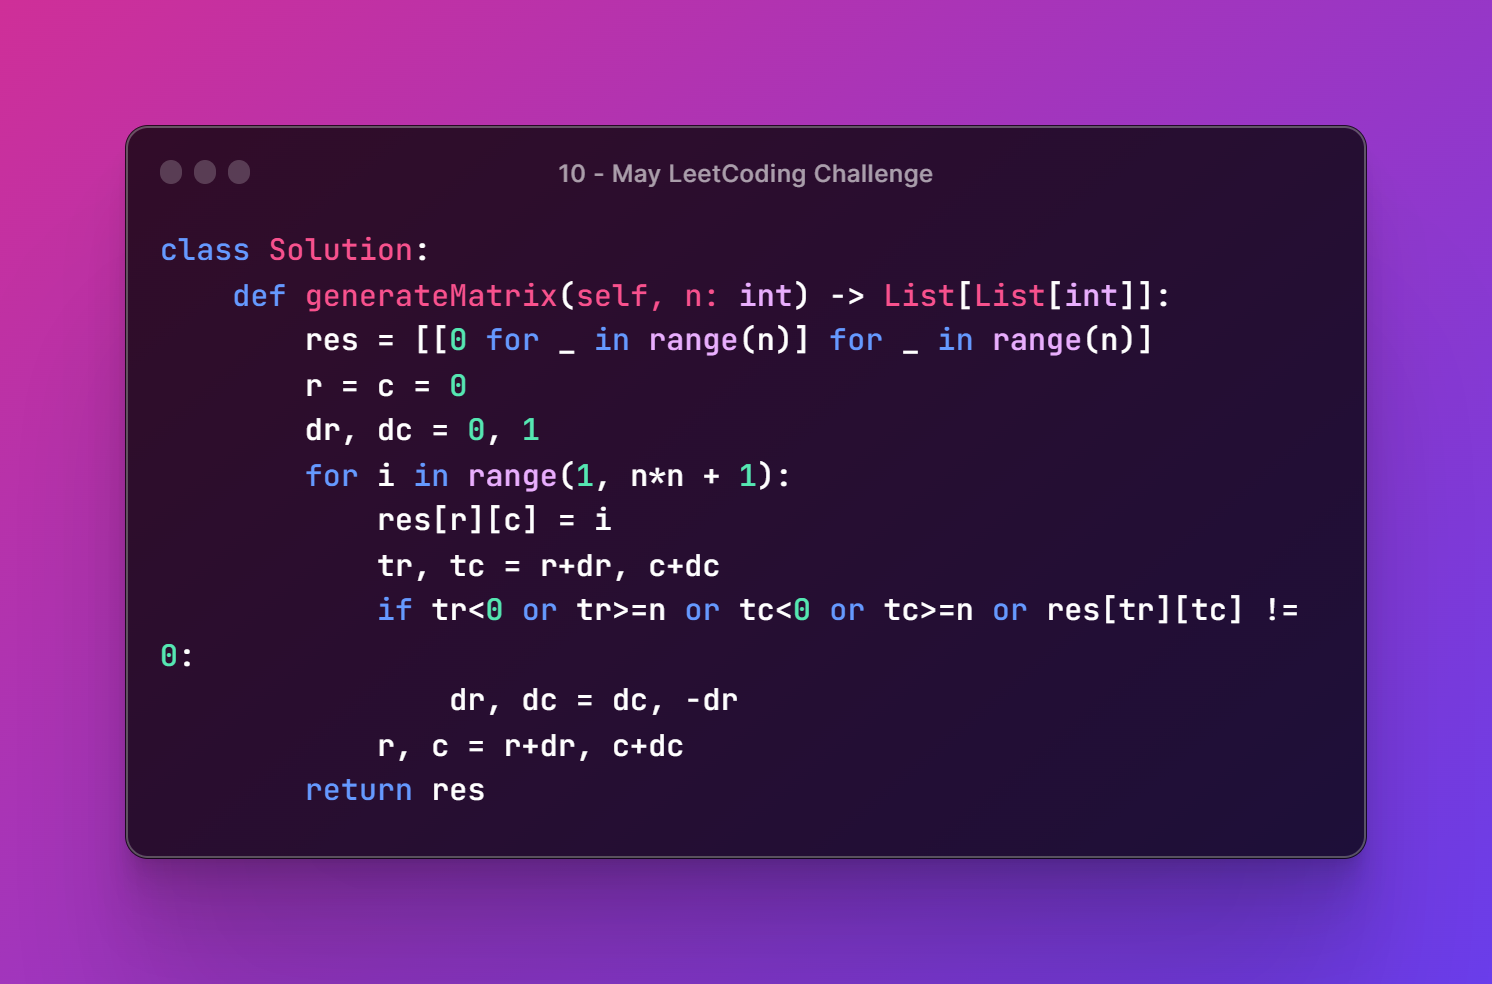 10 - May LeetCoding Challenge
class Solution:
    def generateMatrix(self, n: int) -> List[List[int]]:
        res = [[0 for _ in range(n)] for _ in range(n)]
        r = c = 0
        dr, dc = 0, 1
        for i in range(1, n*n + 1):
            res[r][c] = i
            tr, tc = r+dr, c+dc
            if tr<0 or tr>=n or tc<0 or tc>=n or res[tr][tc] !=
0:
                dr, dc = dc, -dr
            r, c = r+dr, c+dc
        return res